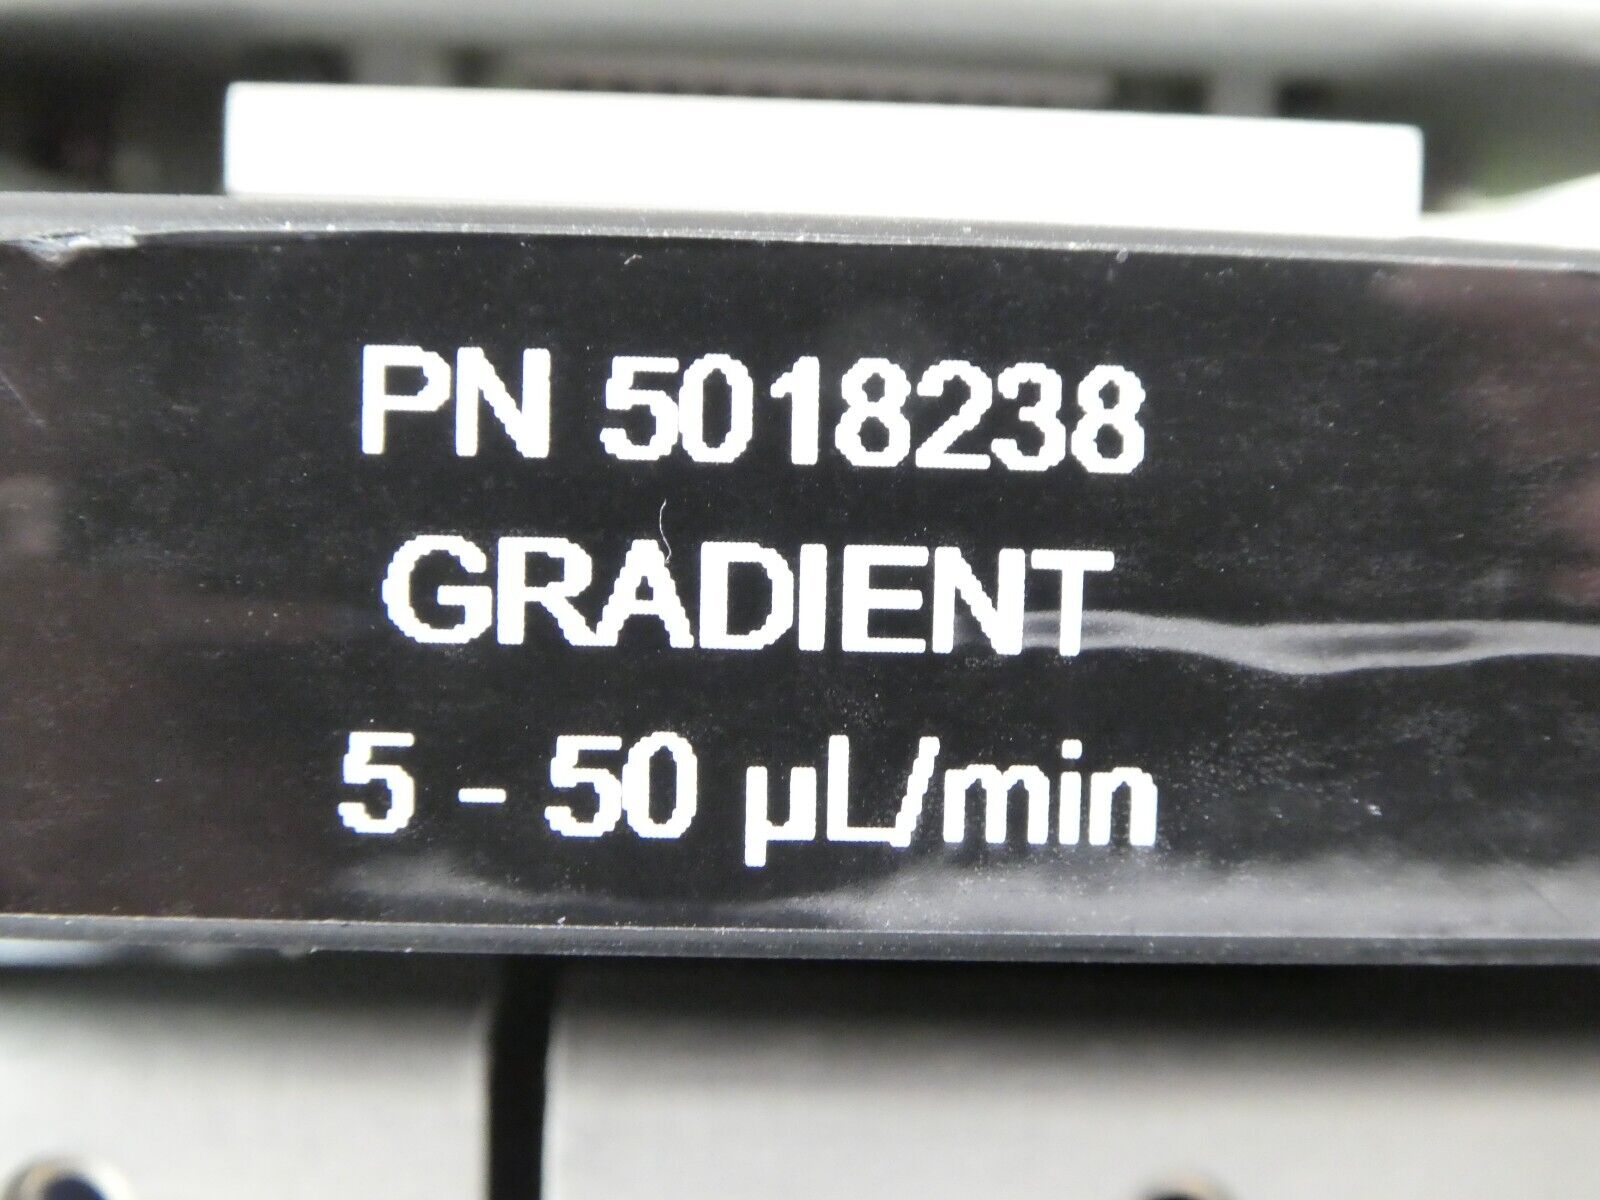 PN 5018238
GRADIENT
5 - 50 µL/min